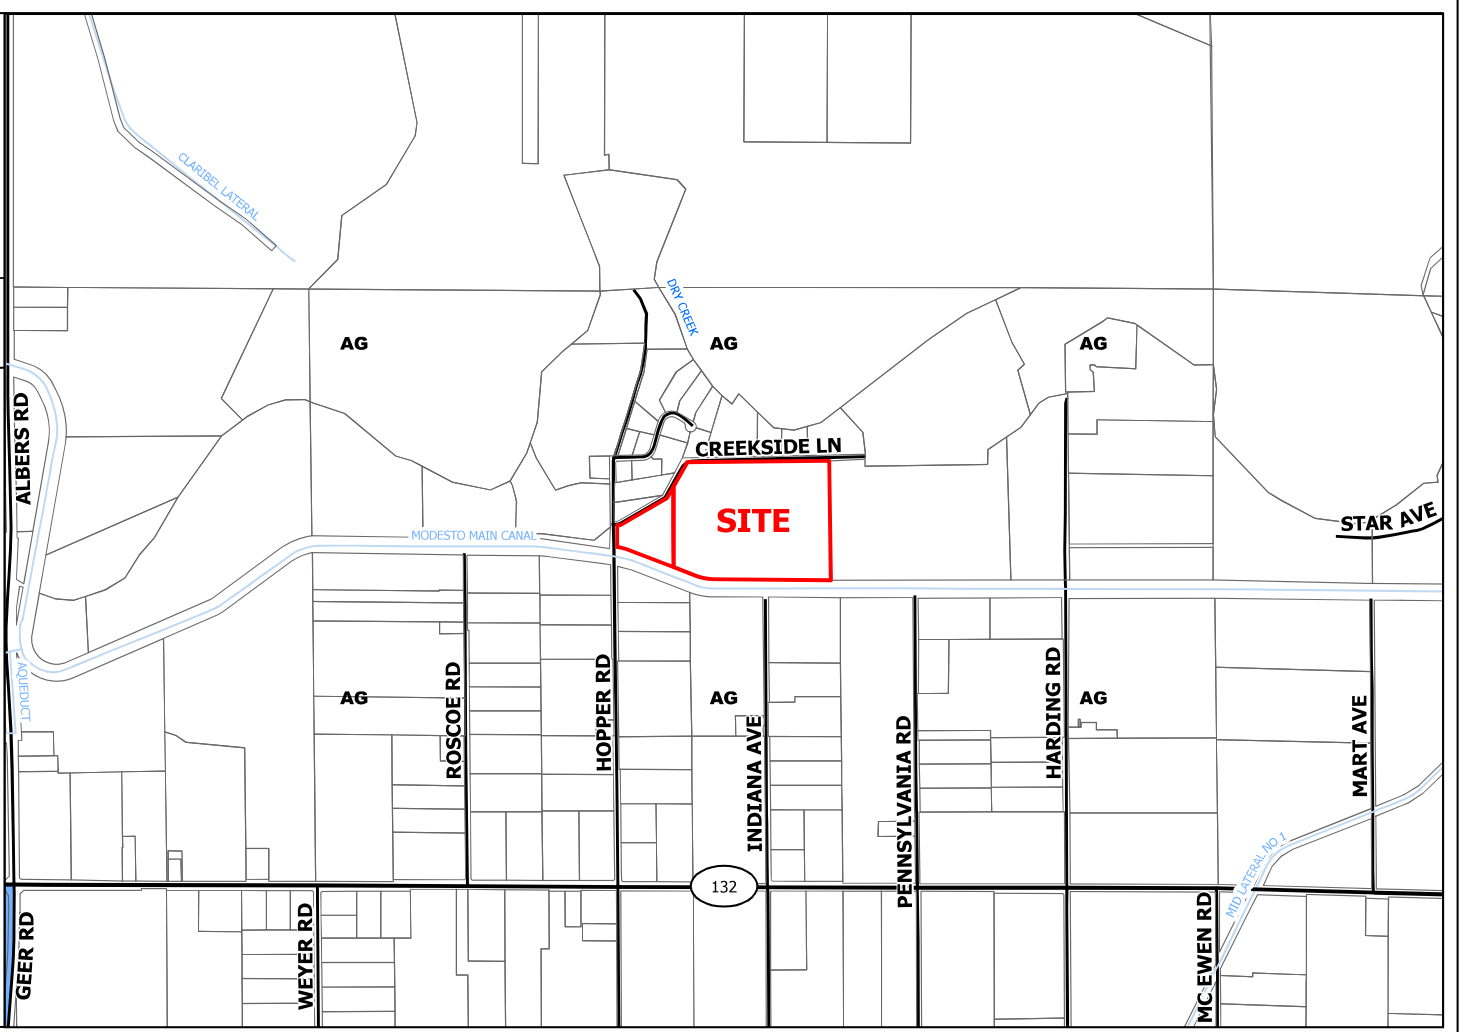 CLARIBEL LATERAL
DRY CREEK
AG
AG
AG
ALBERS RD
CREEKSIDE LN
SITE
STAR AVE
MODESTO MAIN CANAL
AQUEDUCT
AG
ROSCOE RD
HOPPER RD
AG
INDIANA AVE
PENNSYLVANIA RD
HARDING RD
AG
MART AVE
MID LATERAL NO 1
132
GEER RD
WEYER RD
MC EWEN RD